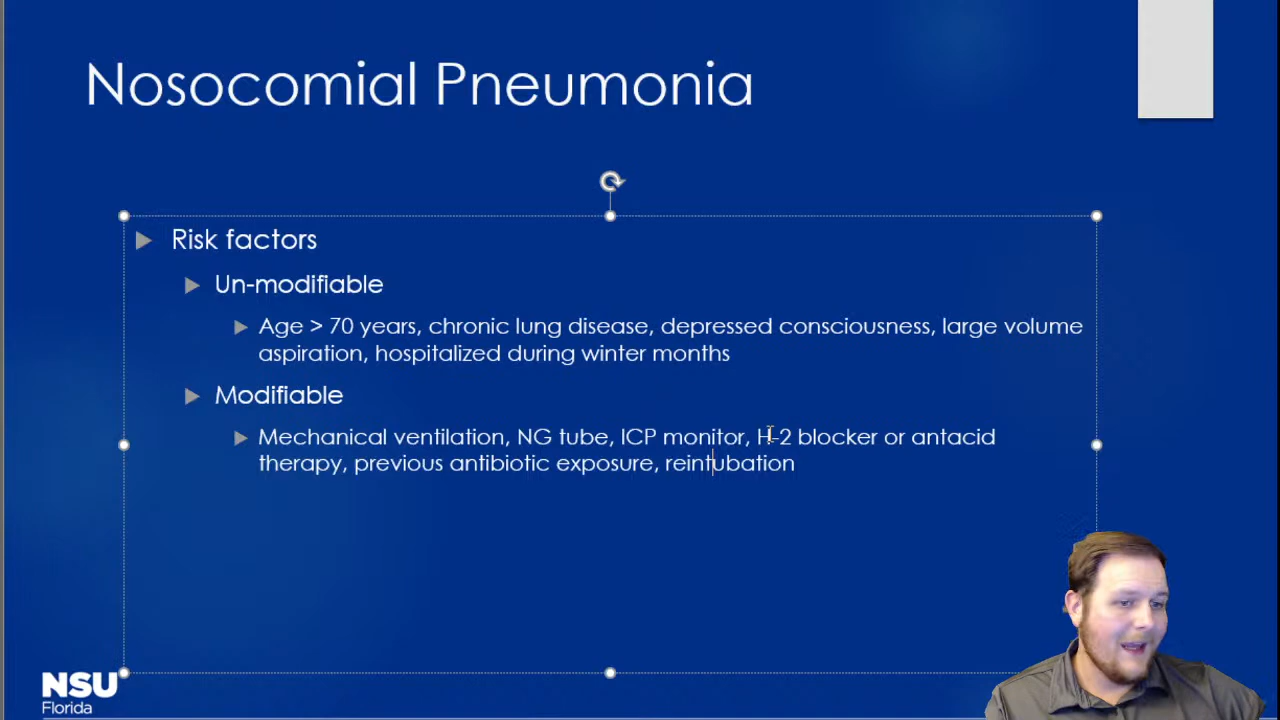 Nosocomial Pneumonia
Risk factors
Un-modifiable
Age > 70 years, chronic lung disease, depressed consciousness, large volume
aspiration, hospitalized during winter months
Modifiable
Mechanical ventilation, NG tube, ICP monitor, H-2 blocker or antacid
therapy, previous antibiotic exposure, reintubation
NSU
Florida